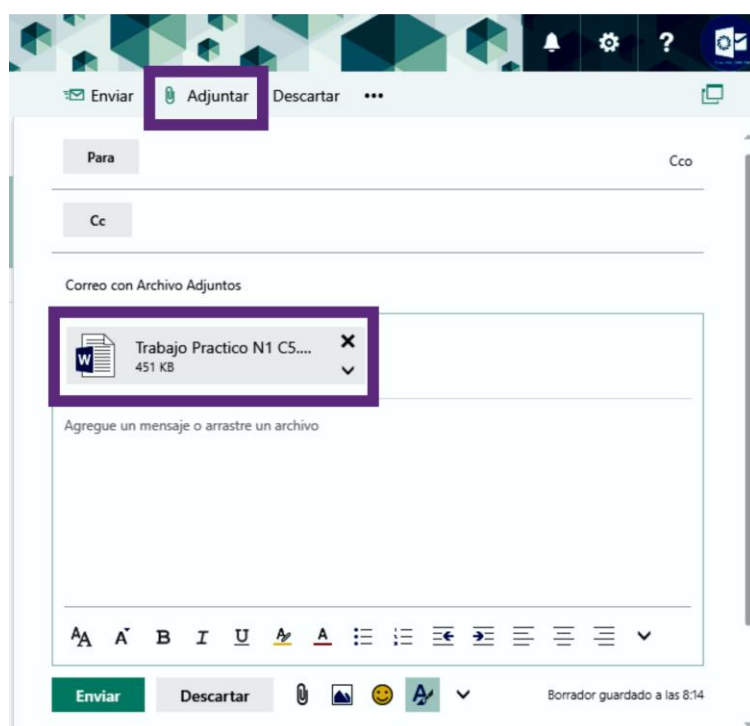 Enviar Adjuntar Descartar •••
Para Cco
Cc
Correo con Archivo Adjuntos
Trabajo Practico N1 C5....
451 KB
Agregue un mensaje o arrastre un archivo
Enviar Descartar Borrador guardado a las 8:14